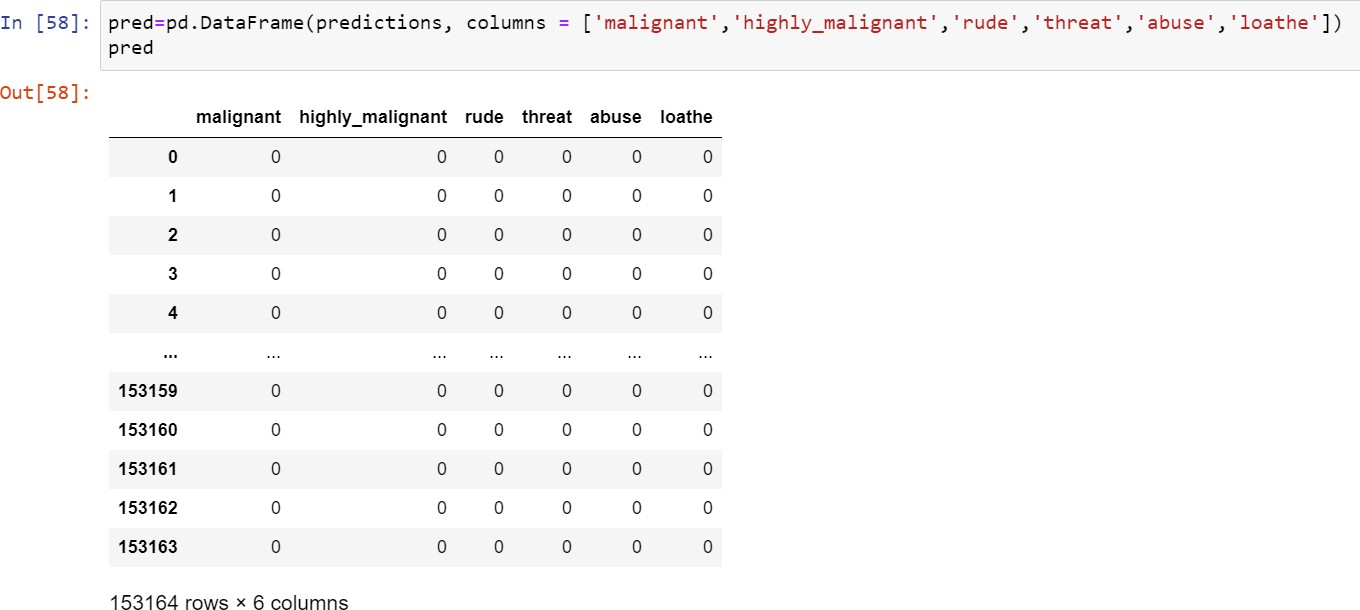 In [58]: pred=pd.DataFrame(predictions, columns = ['malignant','highly_malignant','rude','threat','abuse','loathe'])
pred
Out[58]:
malignant highly_malignant rude threat abuse loathe
0 0 0 0 0 0 0
1 0 0 0 0 0 0
2 0 0 0 0 0 0
3 0 0 0 0 0 0
4 0 0 0 0 0 0
... ... ... ... ... ... ...
153159 0 0 0 0 0 0
153160 0 0 0 0 0 0
153161 0 0 0 0 0 0
153162 0 0 0 0 0 0
153163 0 0 0 0 0 0
153164 rows × 6 columns